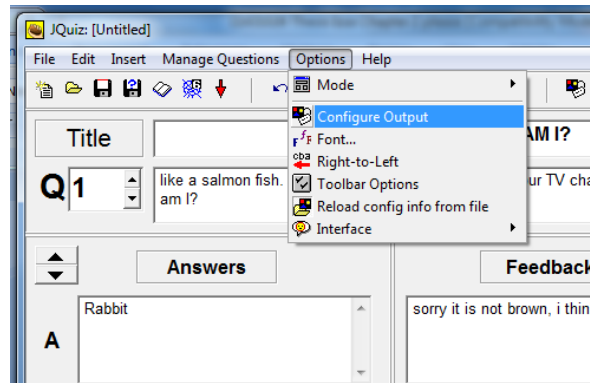 JQuiz: [Untitled]
File Edit Insert Manage Questions Options Help
Mode
Configure Output
Font...
Right-to-Left
Toolbar Options
Reload config info from file
Interface
Title
AM I?
Q 1
like a salmon fish.
am I?
ur TV cha
Answers
Feedback
A
Rabbit
sorry it is not brown, i thin